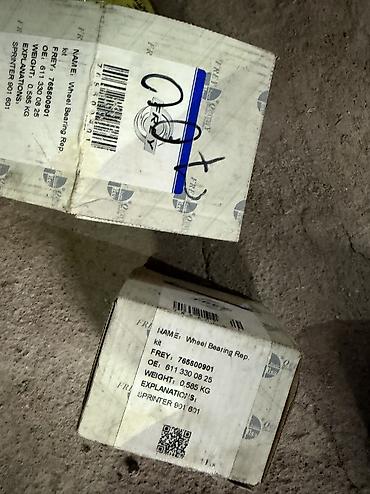 NAME: Wheel Bearing Rep.
kit
FREY: 765800901
OE: 611 330 08 25
WEIGHT: 0.585 KG
EXPLANATIONS:
SPRINTER 901 601
NAME: Wheel Bearing Rep.
kit
FREY: 765800901
OE: 611 330 08 25
WEIGHT: 0.585 KG
EXPLANATIONS:
SPRINTER 901 601